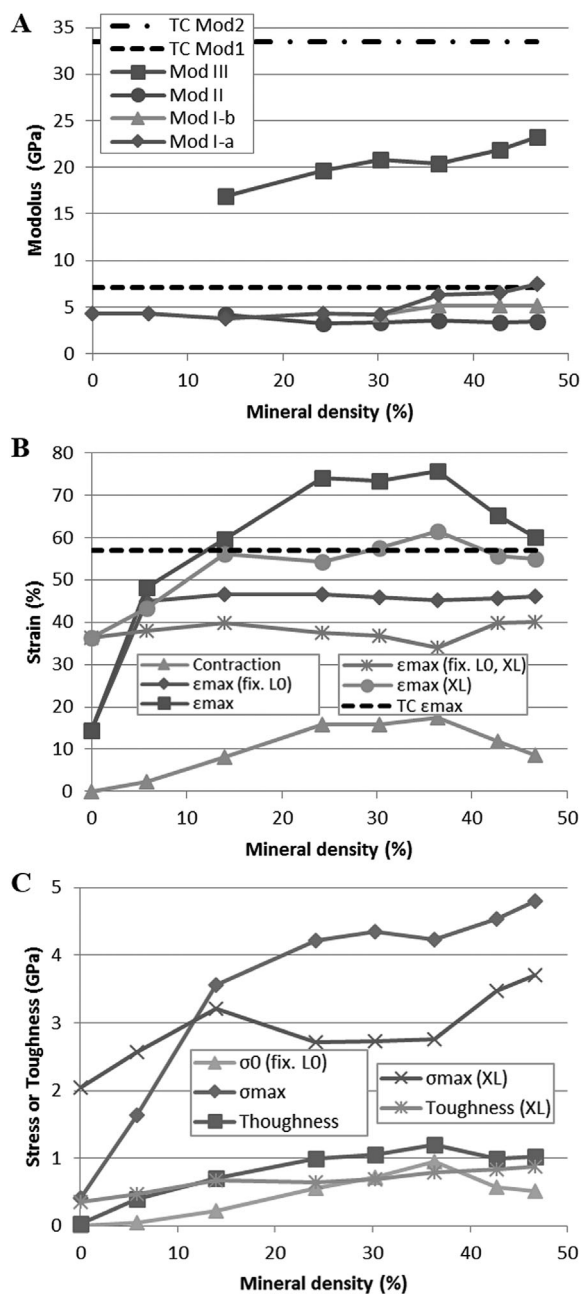 A
TC Mod2
TC Mod1
Mod III
Mod II
Mod I-b
Mod I-a
Modolus (GPa)
35
30
25
20
15
10
5
0
0 10 20 30 40 50
Mineral density (%)
B
Strain (%)
80
70
60
50
40
30
20
10
0
Contraction
εmax (fix. L0)
εmax
εmax (fix. L0, XL)
εmax (XL)
TC εmax
0 10 20 30 40 50
Mineral density (%)
C
Stress or Toughness (GPa)
5
4
3
2
1
0
σ0 (fix. L0)
σmax
Thoughness
σmax (XL)
Toughness (XL)
0 10 20 30 40 50
Mineral density (%)